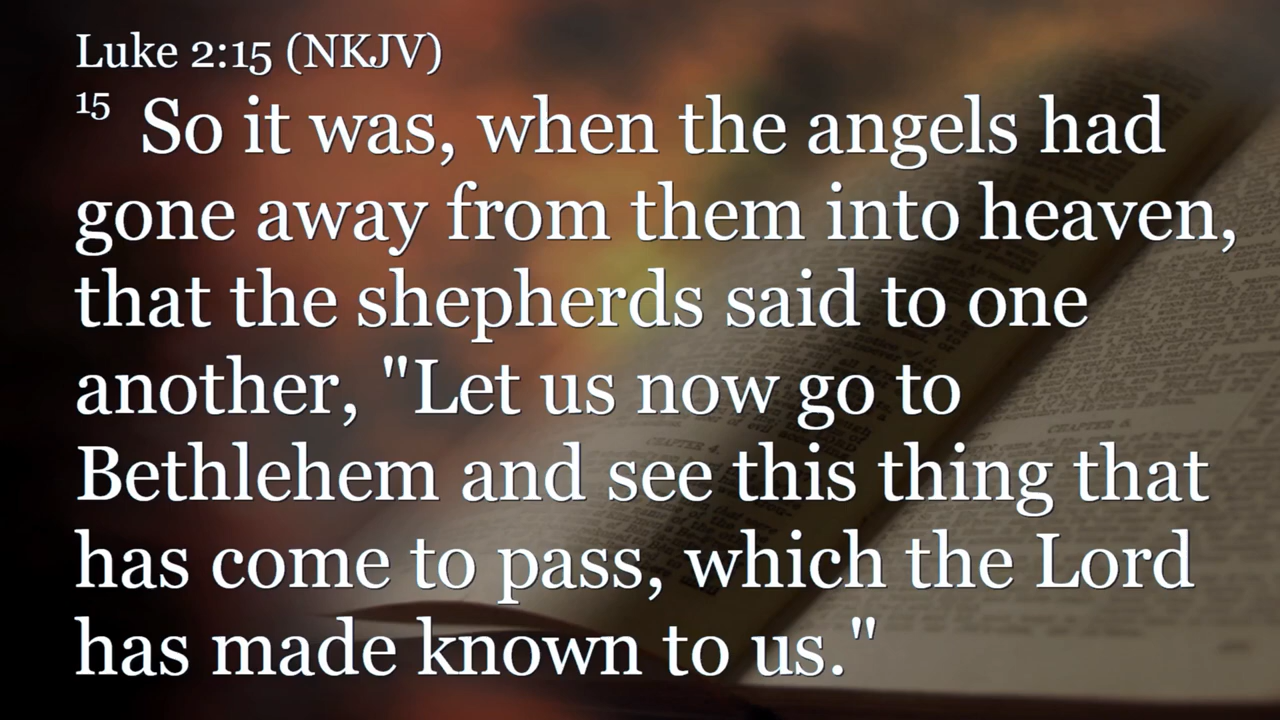 Luke 2:15 (NKJV)
15 So it was, when the angels had
gone away from them into heaven,
that the shepherds said to one
another, "Let us now go to
Bethlehem and see this thing that
has come to pass, which the Lord
has made known to us."
CHAPTER 4.